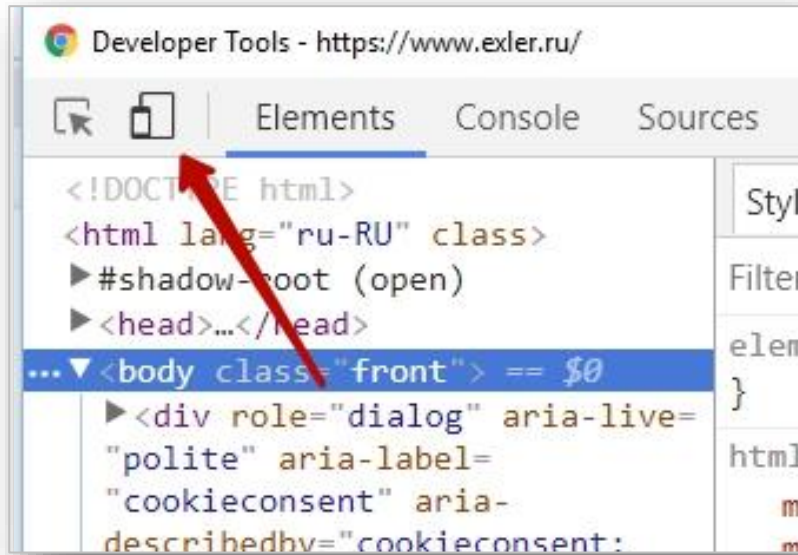 Developer Tools - https://www.exler.ru/
Elements Console Sources
<!DOCTYPE html>
<html lang="ru-RU" class>
▶#shadow-root (open)
▶<head>…</head>
…▼<body class="front"> == $0
▶<div role="dialog" aria-live=
"polite" aria-label=
"cookieconsent" aria-
describedby="cookieconsent:
Styl
Filter
elem
}
html
m
m